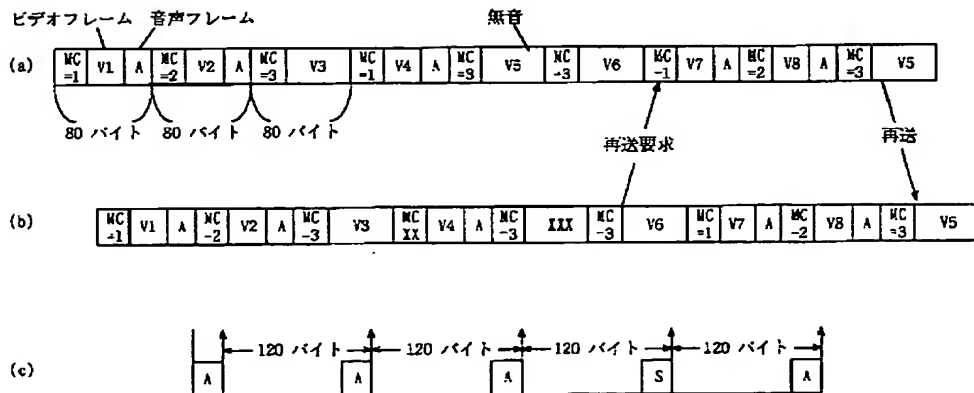 ビデオフレーム 音声フレーム 無音
(a) MC=1 V1 A MC=2 V2 A MC=3 V3 MC=1 V4 A MC=3 V5 MC-3 V6 MC-1 V7 A MC=2 V8 A MC=3 V5
80 バイト 80 バイト 80 バイト
再送要求 再送
(b) MC=1 V1 A MC-2 V2 A MC-3 V3 MC XX V4 A MC-3 XXX MC-3 V6 MC=1 V7 A MC-2 V8 A MC=3 V5
120 バイト 120 バイト 120 バイト 120 バイト
(c) A A A S A